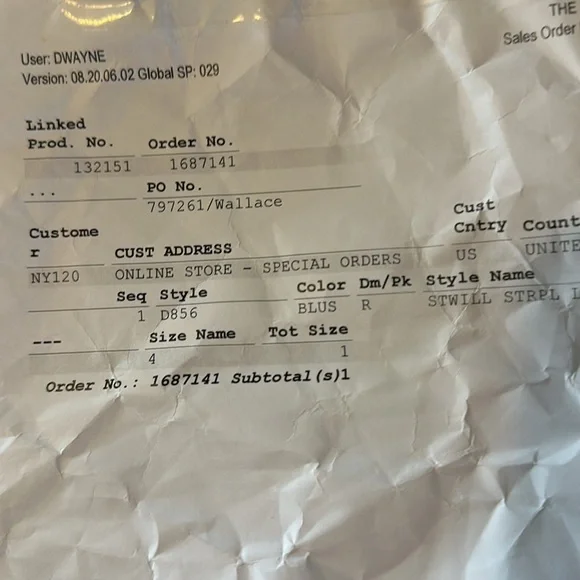 THE
Sales Order
User: DWAYNE
Version: 08.20.06.02 Global SP: 029
Linked
Prod. No. Order No.
132151 1687141
... PO No.
797261/Wallace
Custome Cust
r CUST ADDRESS Cntry Count
NY120 ONLINE STORE - SPECIAL ORDERS US UNITE
Seq Style Color Dm/Pk Style Name
1 D856 BLUS R STWILL STRPL
--- Size Name Tot Size
4 1
Order No.: 1687141 Subtotal(s)1